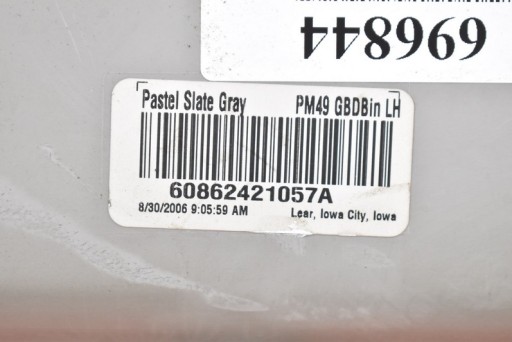 696844
Pastel Slate Gray PM49 GBDBin LH
60862421057A
8/30/2006 9:05:59 AM Lear, Iowa City, Iowa